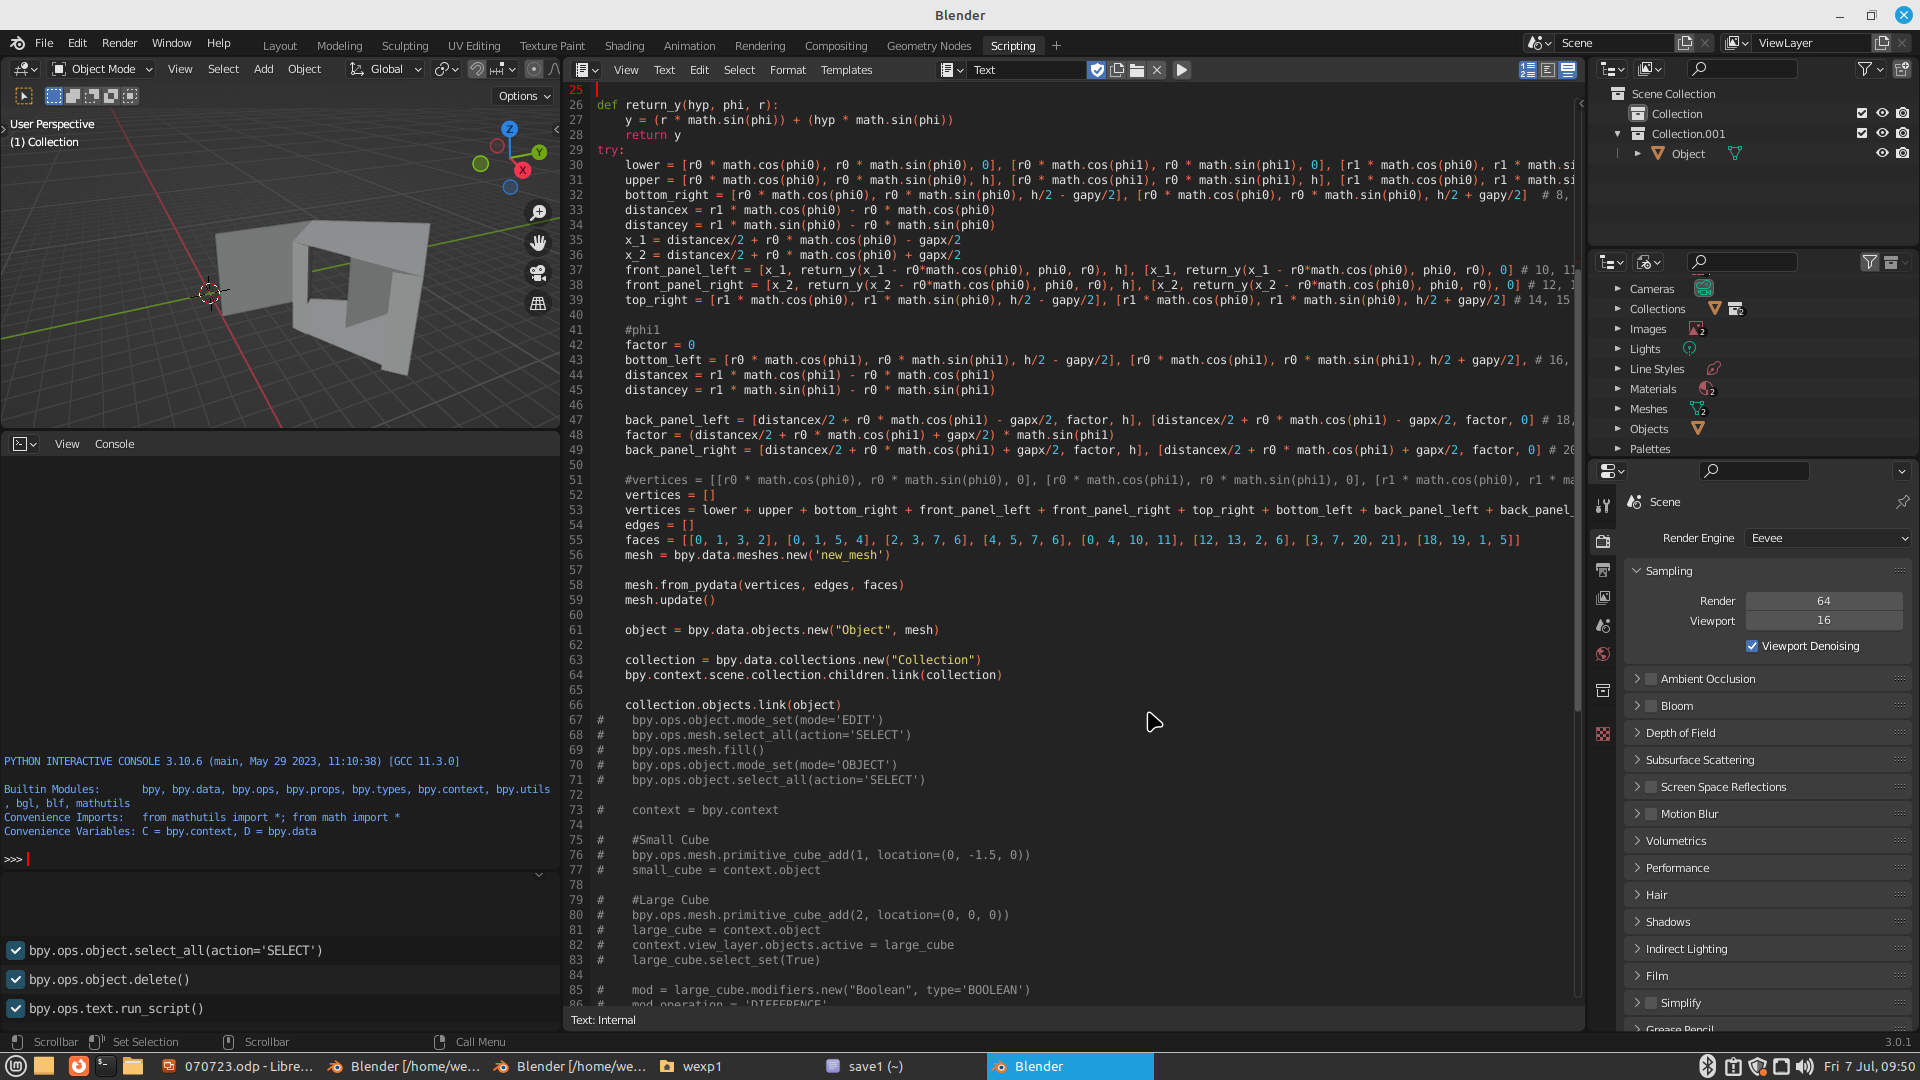 Blender
File Edit Render Window Help
Layout Modeling Sculpting UV Editing Texture Paint Shading Animation Rendering Compositing Geometry Nodes Scripting +
Scene
ViewLayer
Object Mode View Select Add Object Global
View Text Edit Select Format Templates
Text
Options
User Perspective
(1) Collection
Z
Y
X
25
26 def return_y(hyp, phi, r):
27 y = (r * math.sin(phi)) + (hyp * math.sin(phi))
28 return y
29 try:
30 lower = [r0 * math.cos(phi0), r0 * math.sin(phi0), 0], [r0 * math.cos(phi1), r0 * math.sin(phi1), 0], [r1 * math.cos(phi0), r1 * math.si
31 upper = [r0 * math.cos(phi0), r0 * math.sin(phi0), h], [r0 * math.cos(phi1), r0 * math.sin(phi1), h], [r1 * math.cos(phi0), r1 * math.si
32 bottom_right = [r0 * math.cos(phi0), r0 * math.sin(phi0), h/2 - gapy/2], [r0 * math.cos(phi0), r0 * math.sin(phi0), h/2 + gapy/2] # 8,
33 distancex = r1 * math.cos(phi0) - r0 * math.cos(phi0)
34 distancey = r1 * math.sin(phi0) - r0 * math.sin(phi0)
35 x_1 = distancex/2 + r0 * math.cos(phi0) - gapx/2
36 x_2 = distancex/2 + r0 * math.cos(phi0) + gapx/2
37 front_panel_left = [x_1, return_y(x_1 - r0*math.cos(phi0), phi0, r0), h], [x_1, return_y(x_1 - r0*math.cos(phi0), phi0, r0), 0] # 10, 11
38 front_panel_right = [x_2, return_y(x_2 - r0*math.cos(phi0), phi0, r0), h], [x_2, return_y(x_2 - r0*math.cos(phi0), phi0, r0), 0] # 12, 1
39 top_right = [r1 * math.cos(phi0), r1 * math.sin(phi0), h/2 - gapy/2], [r1 * math.cos(phi0), r1 * math.sin(phi0), h/2 + gapy/2] # 14, 15
40
41 #phi1
42 factor = 0
43 bottom_left = [r0 * math.cos(phi1), r0 * math.sin(phi1), h/2 - gapy/2], [r0 * math.cos(phi1), r0 * math.sin(phi1), h/2 + gapy/2], # 16,
44 distancex = r1 * math.cos(phi1) - r0 * math.cos(phi1)
45 distancey = r1 * math.sin(phi1) - r0 * math.sin(phi1)
46
47 back_panel_left = [distancex/2 + r0 * math.cos(phi1) - gapx/2, factor, h], [distancex/2 + r0 * math.cos(phi1) - gapx/2, factor, 0] # 18,
48 factor = (distancex/2 + r0 * math.cos(phi1) + gapx/2) * math.sin(phi1)
49 back_panel_right = [distancex/2 + r0 * math.cos(phi1) + gapx/2, factor, h], [distancex/2 + r0 * math.cos(phi1) + gapx/2, factor, 0] # 20
50
51 #vertices = [[r0 * math.cos(phi0), r0 * math.sin(phi0), 0], [r0 * math.cos(phi1), r0 * math.sin(phi1), 0], [r1 * math.cos(phi0), r1 * ma
52 vertices = []
53 vertices = lower + upper + bottom_right + front_panel_left + front_panel_right + top_right + bottom_left + back_panel_left + back_panel_
54 edges = []
55 faces = [[0, 1, 3, 2], [0, 1, 5, 4], [2, 3, 7, 6], [4, 5, 7, 6], [0, 4, 10, 11], [12, 13, 2, 6], [3, 7, 20, 21], [18, 19, 1, 5]]
56 mesh = bpy.data.meshes.new('new_mesh')
57
58 mesh.from_pydata(vertices, edges, faces)
59 mesh.update()
60
61 object = bpy.data.objects.new("Object", mesh)
62
63 collection = bpy.data.collections.new("Collection")
64 bpy.context.scene.collection.children.link(collection)
65
66 collection.objects.link(object)
67 # bpy.ops.object.mode_set(mode='EDIT')
68 # bpy.ops.mesh.select_all(action='SELECT')
69 # bpy.ops.mesh.fill()
70 # bpy.ops.object.mode_set(mode='OBJECT')
71 # bpy.ops.object.select_all(action='SELECT')
72
73 # context = bpy.context
74
75 # #Small Cube
76 # bpy.ops.mesh.primitive_cube_add(1, location=(0, -1.5, 0))
77 # small_cube = context.object
78
79 # #Large Cube
80 # bpy.ops.mesh.primitive_cube_add(2, location=(0, 0, 0))
81 # large_cube = context.object
82 # context.view_layer.objects.active = large_cube
83 # large_cube.select_set(True)
84
85 # mod = large_cube.modifiers.new("Boolean", type='BOOLEAN')
86 # mod.operation = 'DIFFERENCE'
Text: Internal
View Console
PYTHON INTERACTIVE CONSOLE 3.10.6 (main, May 29 2023, 11:10:38) [GCC 11.3.0]
Builtin Modules: bpy, bpy.data, bpy.ops, bpy.props, bpy.types, bpy.context, bpy.utils
, bgl, blf, mathutils
Convenience Imports: from mathutils import *; from math import *
Convenience Variables: C = bpy.context, D = bpy.data
>>>
bpy.ops.object.select_all(action='SELECT')
bpy.ops.object.delete()
bpy.ops.text.run_script()
Scene Collection
Collection
Collection.001
Object
Cameras
Collections 2
Images 2
Lights
Line Styles
Materials 2
Meshes 2
Objects
Palettes
Scene
Render Engine Eevee
Sampling
Render 64
Viewport 16
Viewport Denoising
Ambient Occlusion
Bloom
Depth of Field
Subsurface Scattering
Screen Space Reflections
Motion Blur
Volumetrics
Performance
Hair
Shadows
Indirect Lighting
Film
Simplify
Grease Pencil
Scrollbar Set Selection Scrollbar Call Menu
3.0.1
070723.odp - Libre...
Blender [/home/we...
Blender [/home/we...
wexp1
save1 (~)
Blender
Fri 7 Jul, 09:50